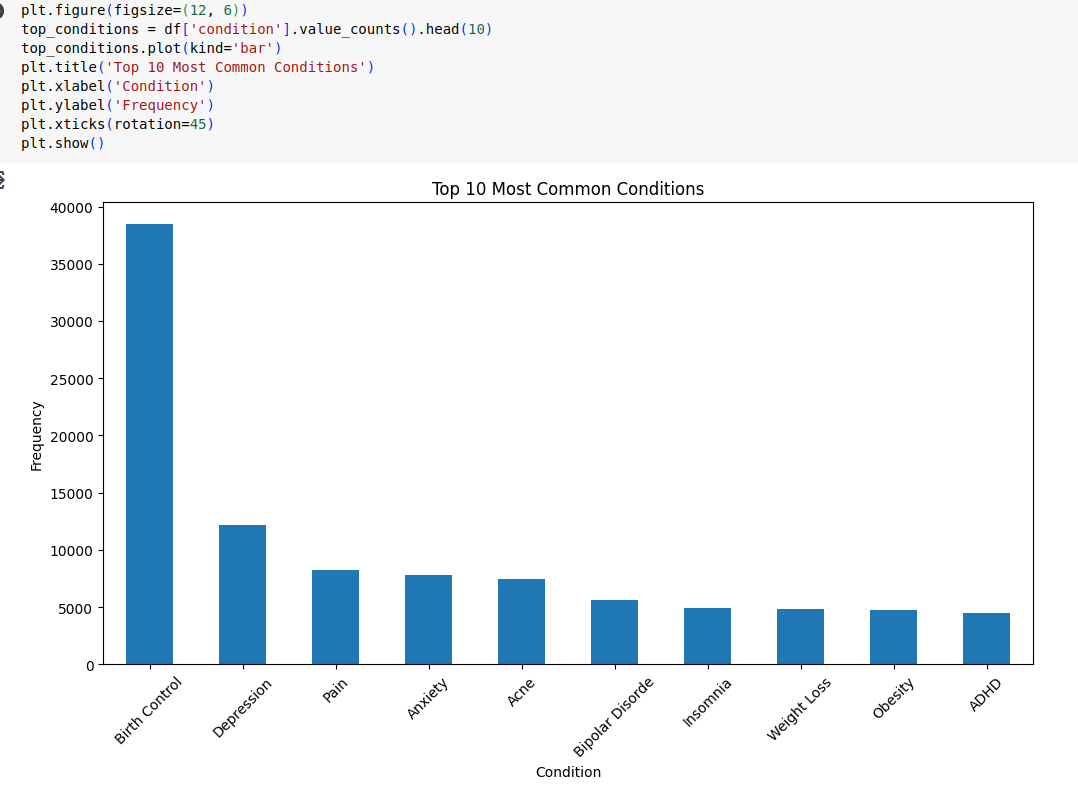 plt.figure(figsize=(12, 6))
top_conditions = df['condition'].value_counts().head(10)
top_conditions.plot(kind='bar')
plt.title('Top 10 Most Common Conditions')
plt.xlabel('Condition')
plt.ylabel('Frequency')
plt.xticks(rotation=45)
plt.show()
Top 10 Most Common Conditions
40000
35000
30000
25000
20000
15000
10000
5000
0
Frequency
Birth Control
Depression
Pain
Anxiety
Acne
Bipolar Disorde
Insomnia
Weight Loss
Obesity
ADHD
Condition